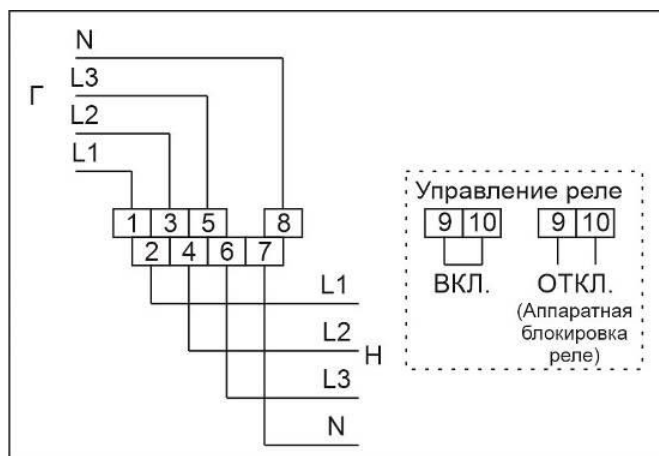 N
L3
Г
L2
L1
1 3 5 8
2 4 6 7
L1
L2
Н
L3
N
Управление реле
9 10 9 10
ВКЛ. ОТКЛ.
(Аппаратная
блокировка
реле)